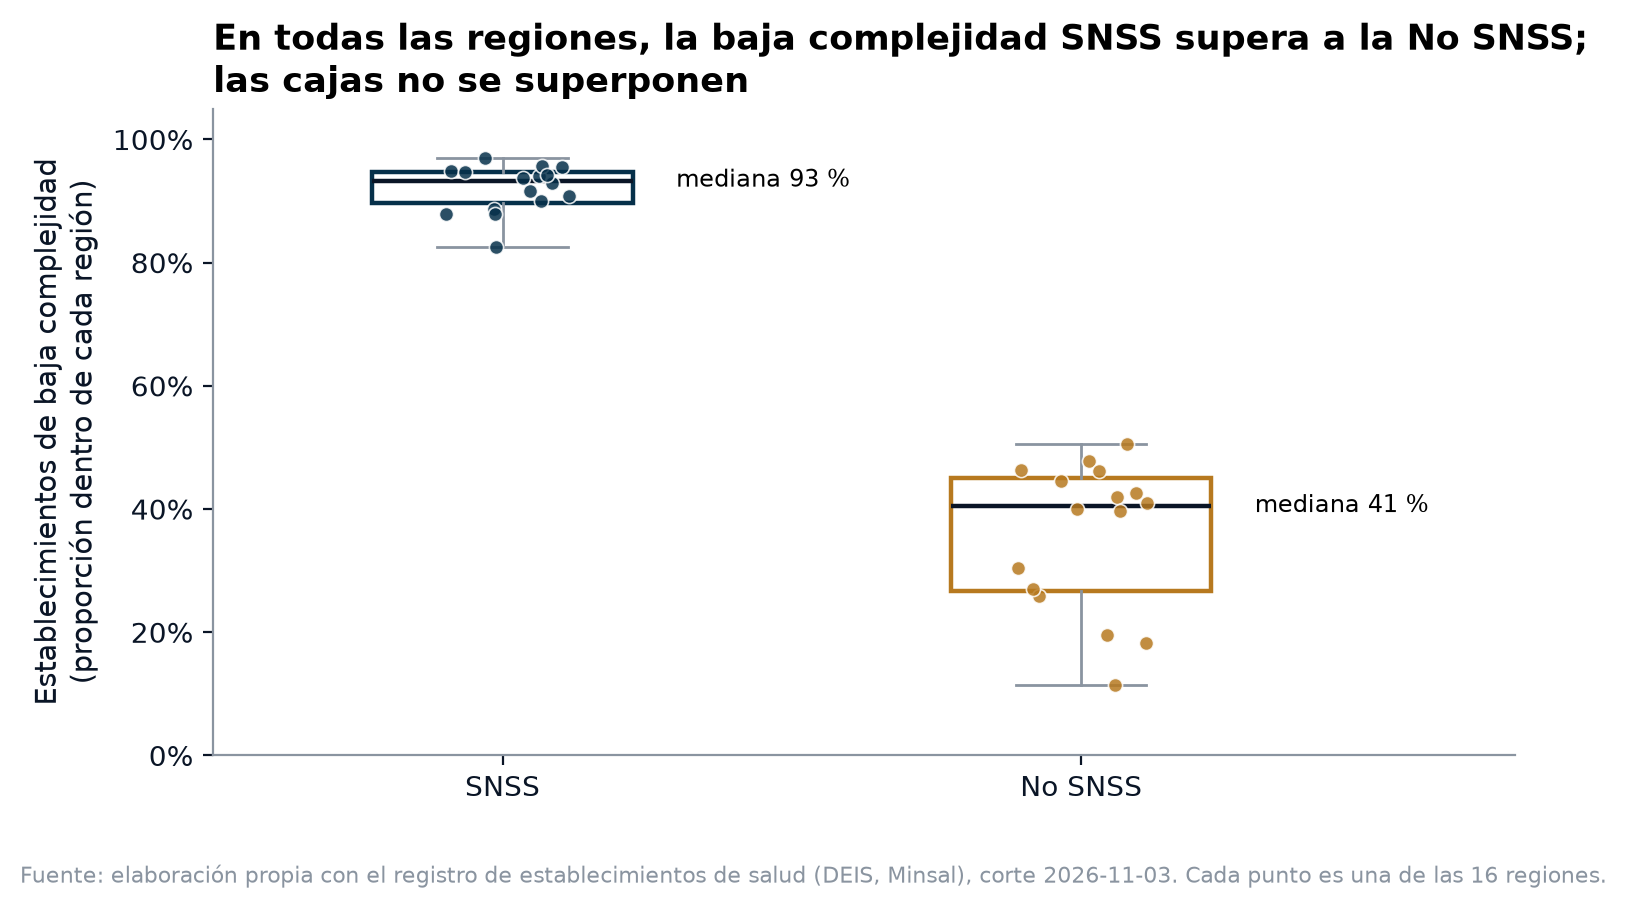 En todas las regiones, la baja complejidad SNSS supera a la No SNSS;
las cajas no se superponen
Establecimientos de baja complejidad
(proporción dentro de cada región)
100%
80%
60%
40%
20%
0%
mediana 93 %
mediana 41 %
SNSS
No SNSS
Fuente: elaboración propia con el registro de establecimientos de salud (DEIS, Minsal), corte 2026-11-03. Cada punto es una de las 16 regiones.